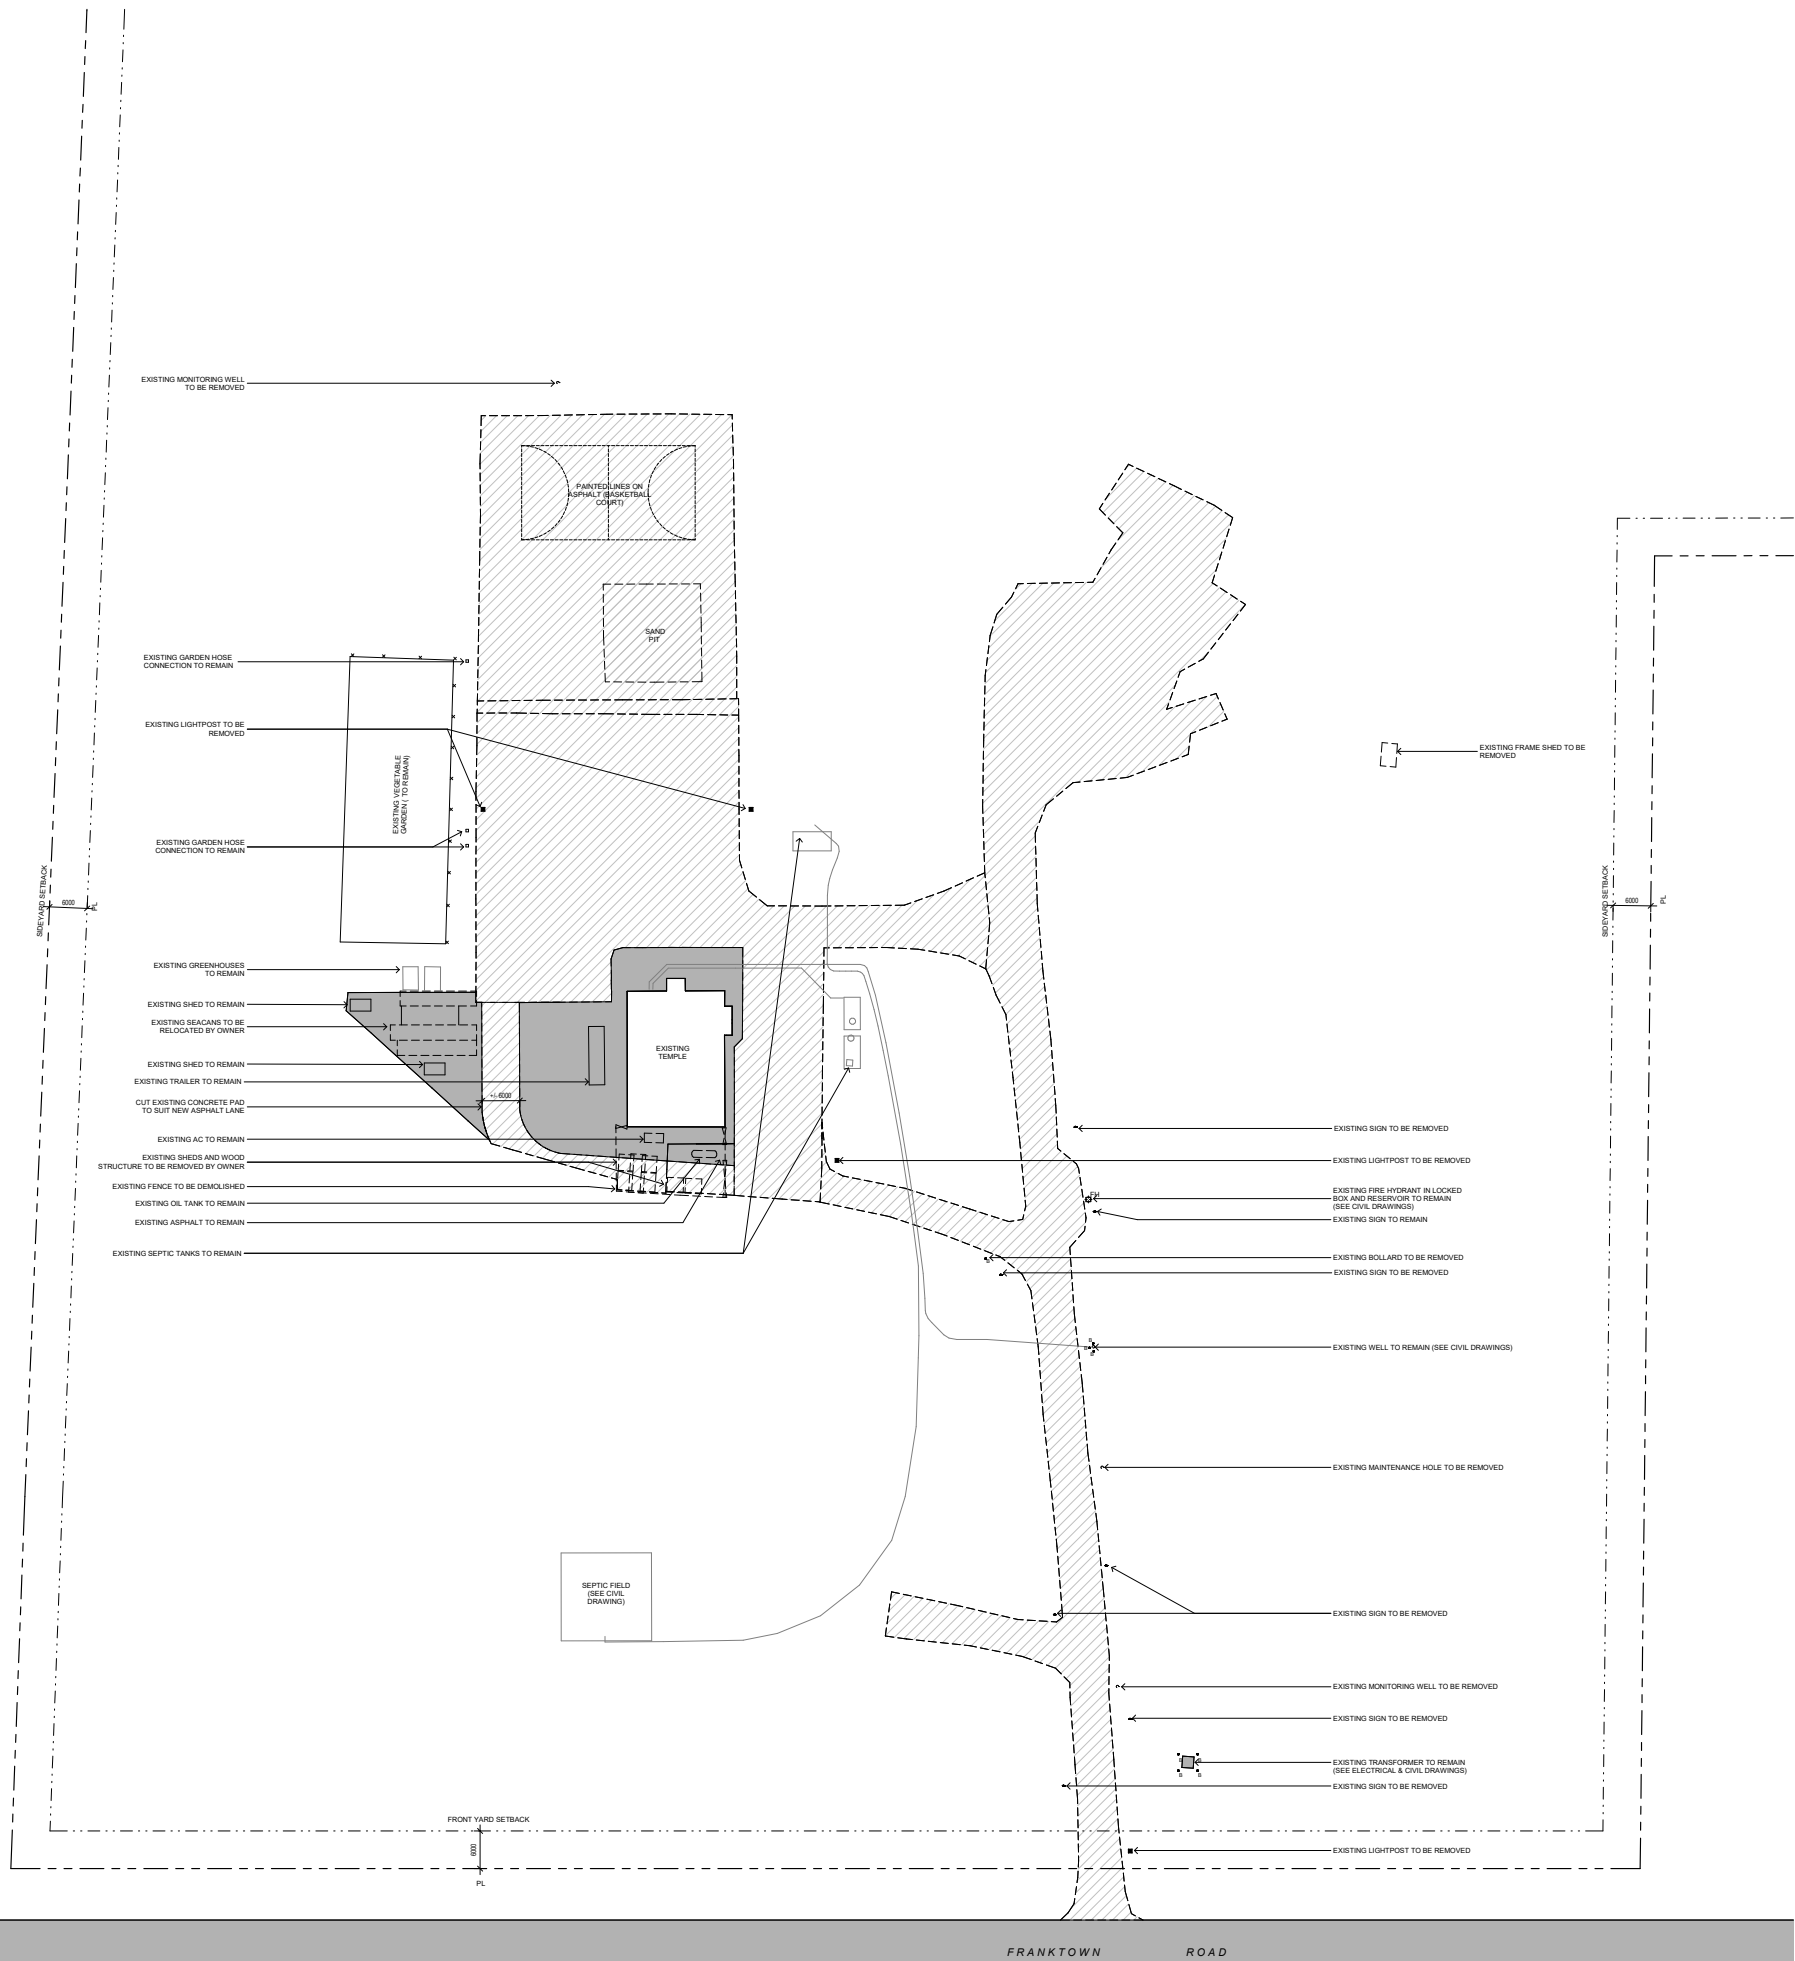 EXISTING MONITORING WELL
TO BE REMOVED
PAINTED LINES ON
ASPHALT (BASKETBALL
COURT)
SAND
PIT
EXISTING GARDEN HOSE
CONNECTION TO REMAIN
EXISTING LIGHTPOST TO BE
REMOVED
EXISTING VEGETABLE
GARDEN ( TO REMAIN)
EXISTING GARDEN HOSE
CONNECTION TO REMAIN
EXISTING FRAME SHED TO BE
REMOVED
SIDEYARD SETBACK
6000
PL
SIDEYARD SETBACK
6000
PL
EXISTING GREENHOUSES
TO REMAIN
EXISTING SHED TO REMAIN
EXISTING SEACANS TO BE
RELOCATED BY OWNER
EXISTING SHED TO REMAIN
EXISTING TRAILER TO REMAIN
CUT EXISTING CONCRETE PAD
TO SUIT NEW ASPHALT LANE
+/- 6000
EXISTING
TEMPLE
EXISTING AC TO REMAIN
EXISTING SHEDS AND WOOD
STRUCTURE TO BE REMOVED BY OWNER
EXISTING FENCE TO BE DEMOLISHED
EXISTING OIL TANK TO REMAIN
EXISTING ASPHALT TO REMAIN
EXISTING SEPTIC TANKS TO REMAIN
EXISTING SIGN TO BE REMOVED
EXISTING LIGHTPOST TO BE REMOVED
FH
EXISTING FIRE HYDRANT IN LOCKED
BOX AND RESERVOIR TO REMAIN
(SEE CIVIL DRAWINGS)
EXISTING SIGN TO REMAIN
EXISTING BOLLARD TO BE REMOVED
EXISTING SIGN TO BE REMOVED
EXISTING WELL TO REMAIN (SEE CIVIL DRAWINGS)
EXISTING MAINTENANCE HOLE TO BE REMOVED
SEPTIC FIELD
(SEE CIVIL
DRAWING)
EXISTING SIGN TO BE REMOVED
EXISTING MONITORING WELL TO BE REMOVED
EXISTING SIGN TO BE REMOVED
EXISTING TRANSFORMER TO REMAIN
(SEE ELECTRICAL & CIVIL DRAWINGS)
EXISTING SIGN TO BE REMOVED
FRONT YARD SETBACK
6000
PL
EXISTING LIGHTPOST TO BE REMOVED
FRANKTOWN ROAD